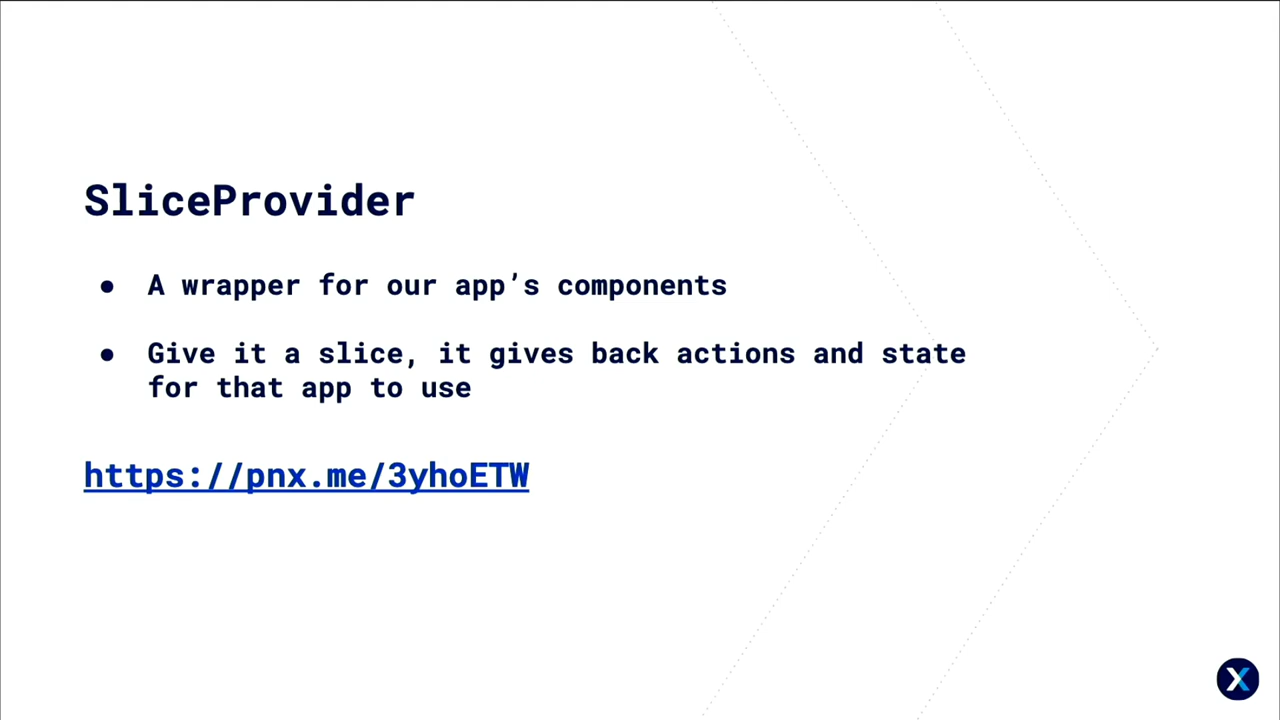 SliceProvider
● A wrapper for our app’s components
● Give it a slice, it gives back actions and state
for that app to use
https://pnx.me/3yhoETW